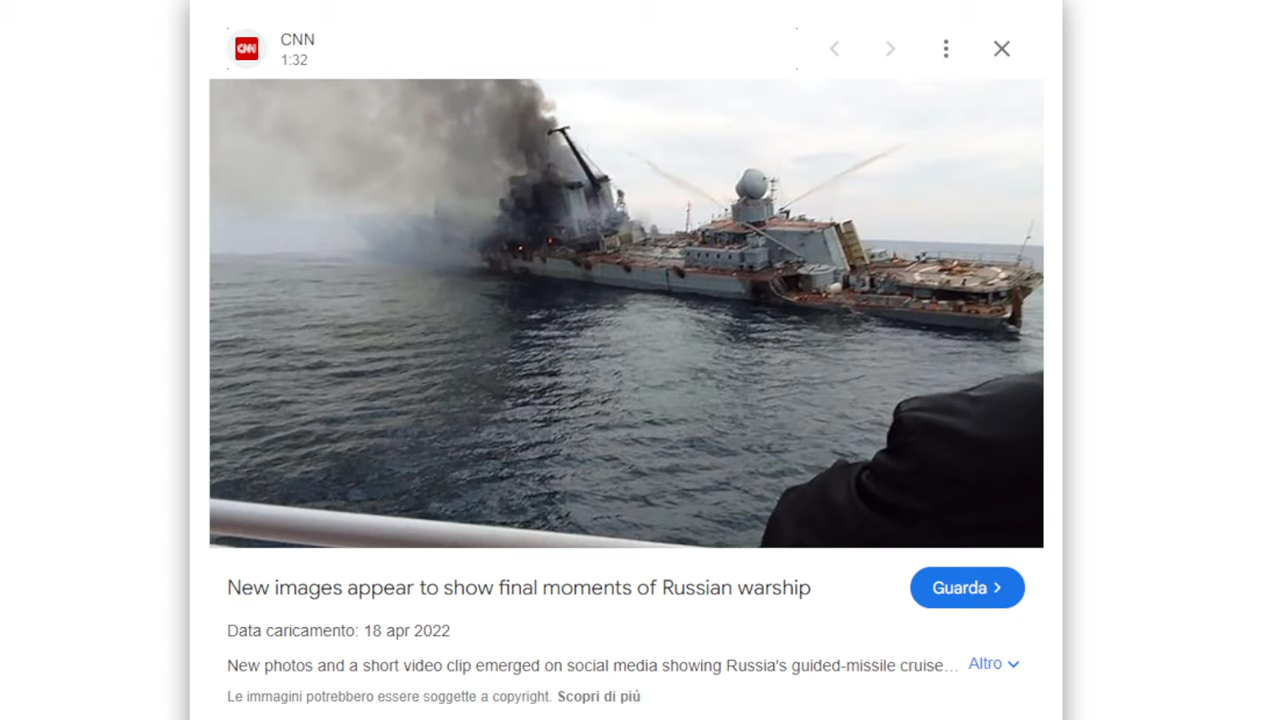 CNN
CNN
1:32
New images appear to show final moments of Russian warship
Guarda
Data caricamento: 18 apr 2022
New photos and a short video clip emerged on social media showing Russia's guided-missile cruise…
Altro
Le immagini potrebbero essere soggette a copyright. Scopri di più